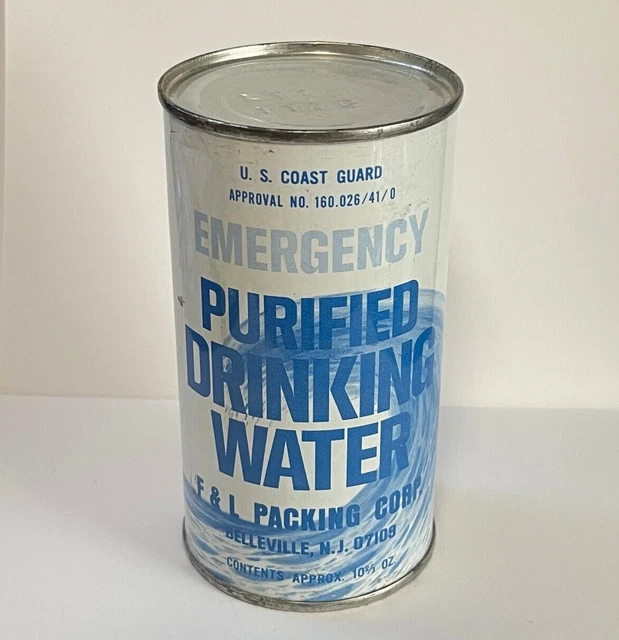 U. S. COAST GUARD
APPROVAL NO. 160.026/41/0
EMERGENCY
PURIFIED
DRINKING
WATER
F & L PACKING CORP.
BELLEVILLE, N.J. 07109
CONTENTS APPROX. 10⅔ OZ.